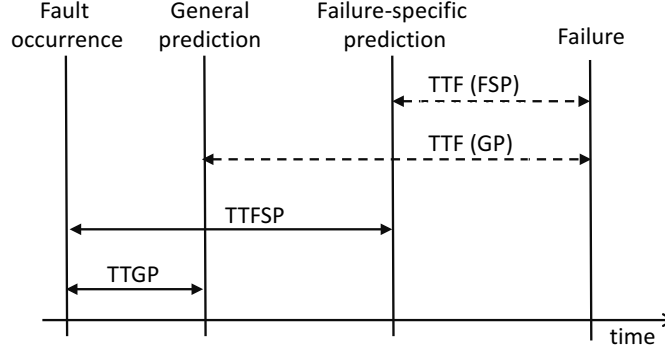 Fault
occurrence
General
prediction
Failure-specific
prediction
Failure
TTF (FSP)
TTF (GP)
TTFSP
TTGP
time